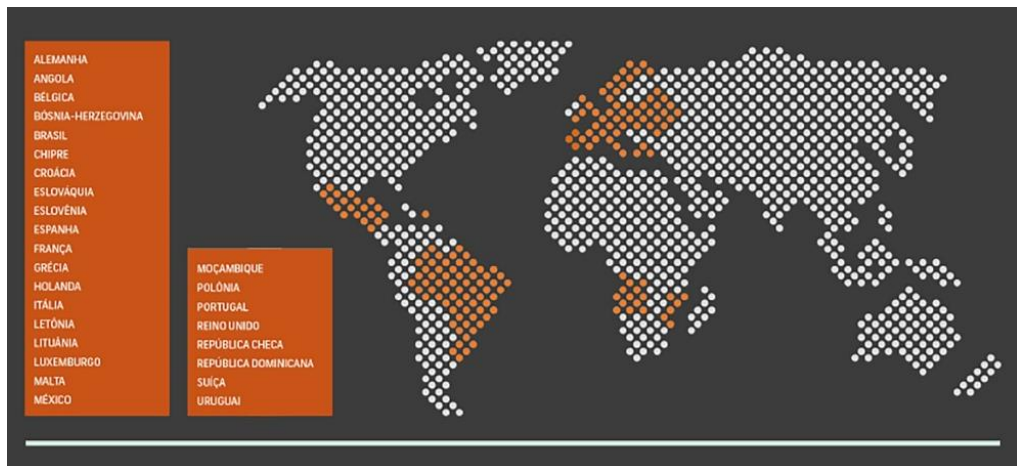 ALEMANHA
ANGOLA
BÉLGICA
BÓSNIA-HERZEGOVINA
BRASIL
CHIPRE
CROÁCIA
ESLOVÁQUIA
ESLOVÊNIA
ESPANHA
FRANÇA
GRÉCIA
HOLANDA
ITÁLIA
LETÔNIA
LITUÂNIA
LUXEMBURGO
MALTA
MÉXICO
MOÇAMBIQUE
POLÔNIA
PORTUGAL
REINO UNIDO
REPÚBLICA CHECA
REPÚBLICA DOMINICANA
SUÍÇA
URUGUAI